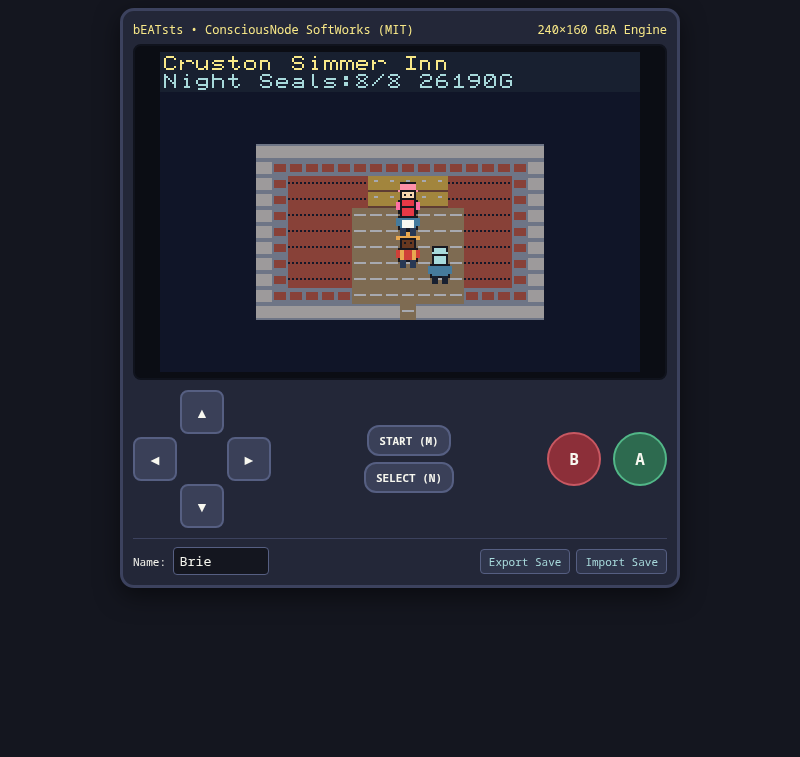 bEATsts • ConsciousNode SoftWorks (MIT)
240×160 GBA Engine
Cruston Simmer Inn
Night Seals:8/8 26190G
▲
◄
►
▼
START (M)
SELECT (N)
B
A
Name:
Brie
Export Save
Import Save